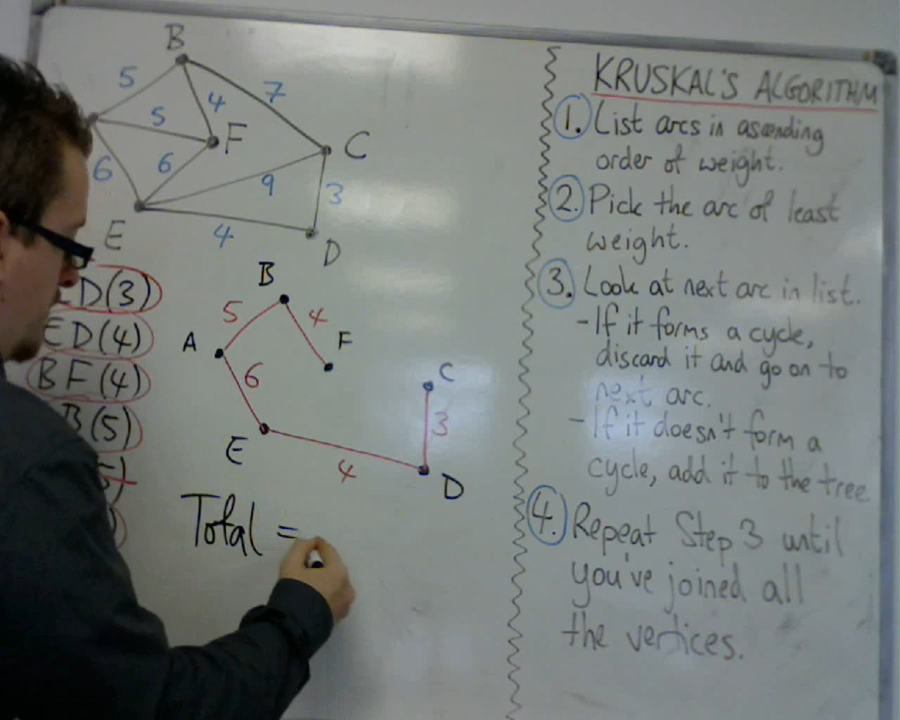 B
5
7
4
5
F
C
6
6
9
3
E
4
D
D(3)
ED(4)
BF(4)
B(5)
B
5
4
A
F
6
C
3
E
4
D
Total =
KRUSKAL'S ALGORITHM
1. List arcs in ascending
order of weight.
2. Pick the arc of least
weight.
3. Look at next arc in list.
- If it forms a cycle,
discard it and go on to
next arc.
- If it doesn't form a
cycle, add it to the tree
4. Repeat Step 3 until
you've joined all
the vertices.